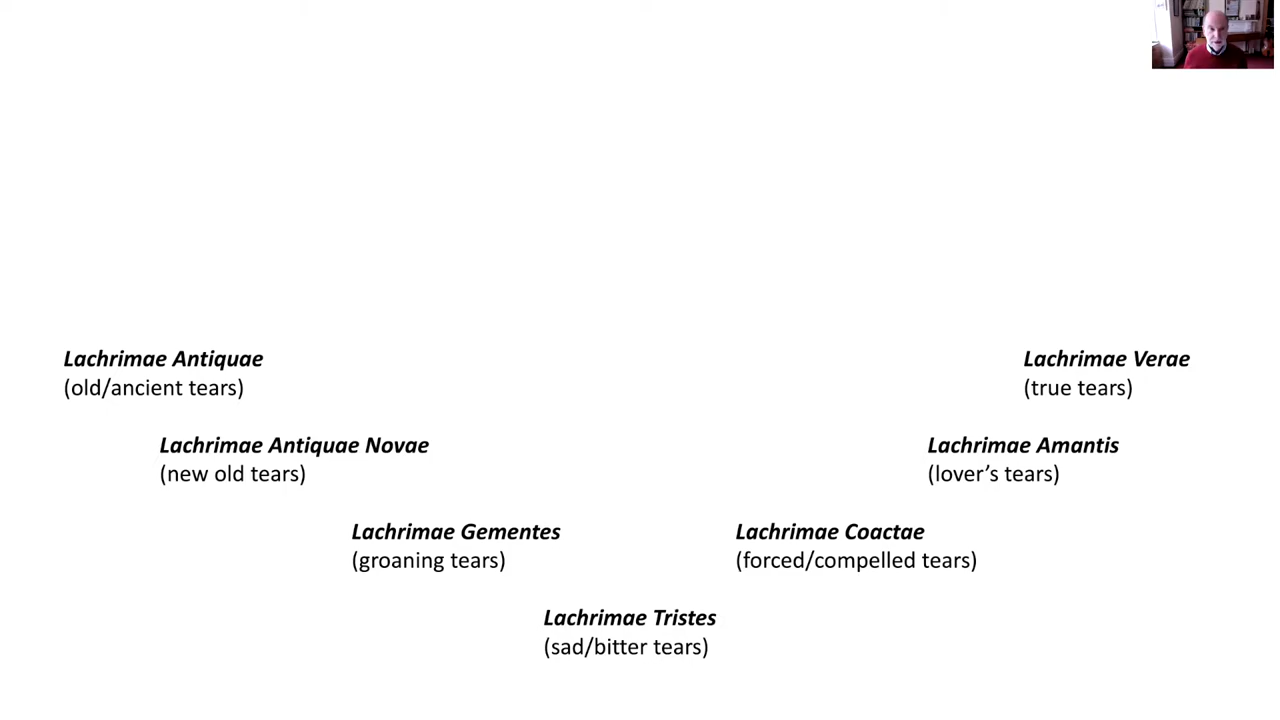 Lachrimae Antiquae
(old/ancient tears)
Lachrimae Verae
(true tears)
Lachrimae Antiquae Novae
(new old tears)
Lachrimae Amantis
(lover’s tears)
Lachrimae Gementes
(groaning tears)
Lachrimae Coactae
(forced/compelled tears)
Lachrimae Tristes
(sad/bitter tears)